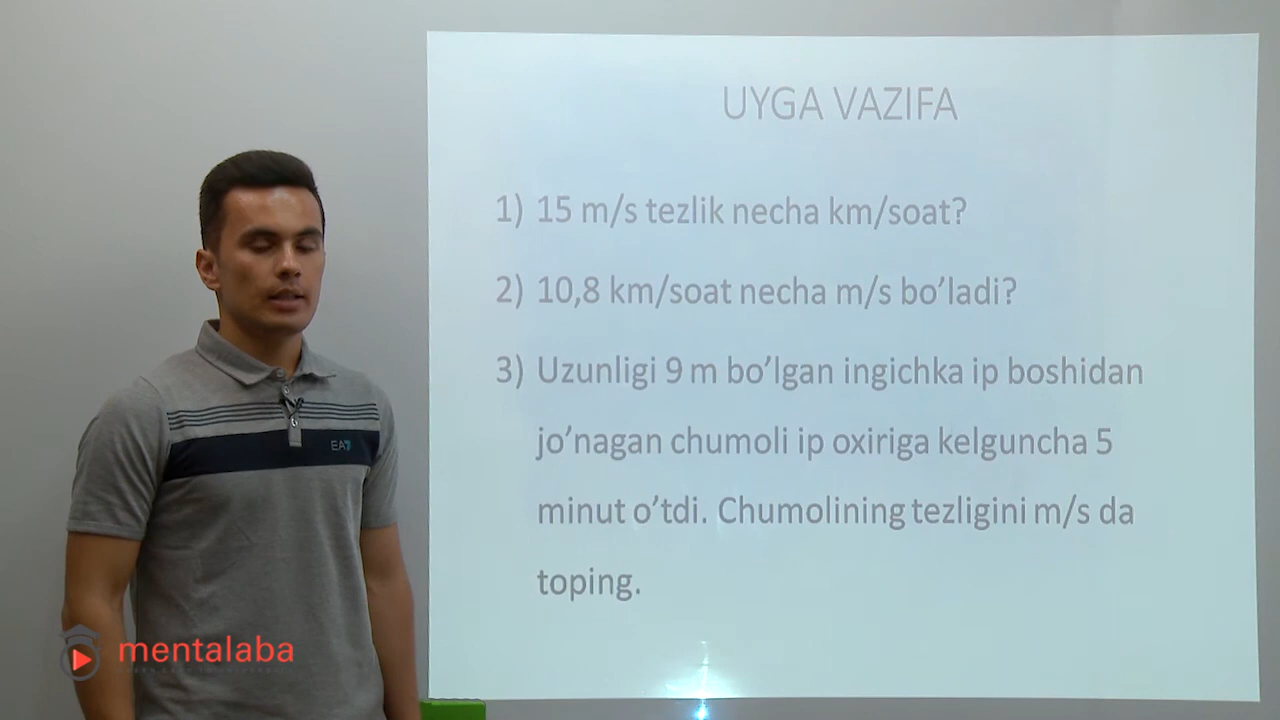 UYGA VAZIFA
1) 15 m/s tezlik necha km/soat?
2) 10,8 km/soat necha m/s bo’ladi?
3) Uzunligi 9 m bo’lgan ingichka ip boshidan
jo’nagan chumoli ip oxiriga kelguncha 5
minut o’tdi. Chumolining tezligini m/s da
toping.
EA7
mentalaba